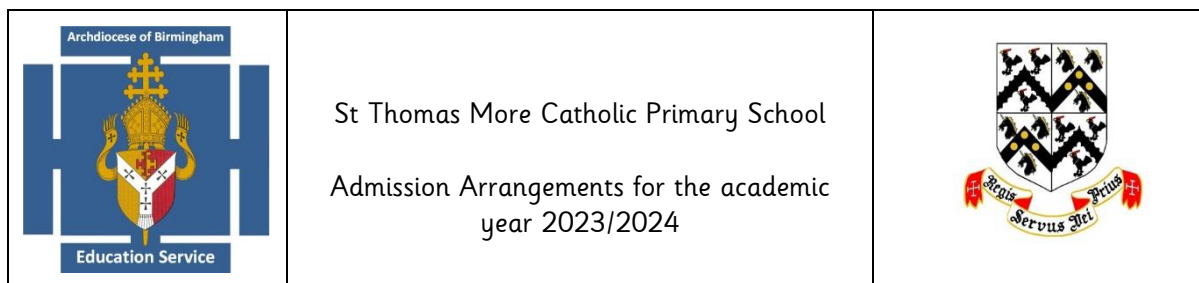 Archdiocese of Birmingham
Education Service
St Thomas More Catholic Primary School
Admission Arrangements for the academic
year 2023/2024
Regis
Servus Dei
Prius